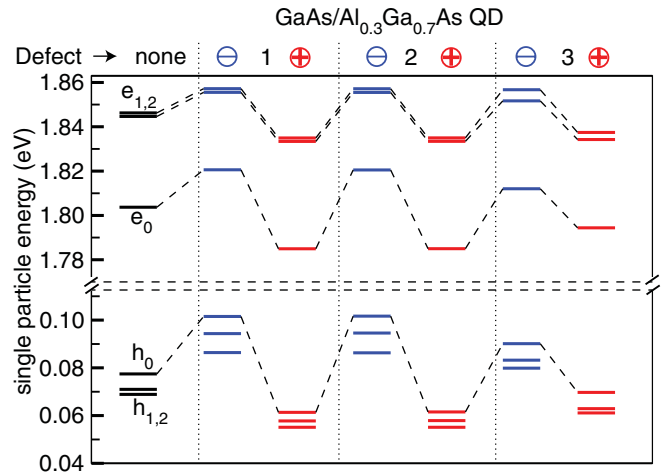 GaAs/Al0.3Ga0.7As QD
Defect → none ⊖ 1 ⊕ ⊖ 2 ⊕ ⊖ 3 ⊕
single particle energy (eV)
1.86
1.84
1.82
1.80
1.78
0.10
0.08
0.06
0.04
e1,2
e0
h0
h1,2